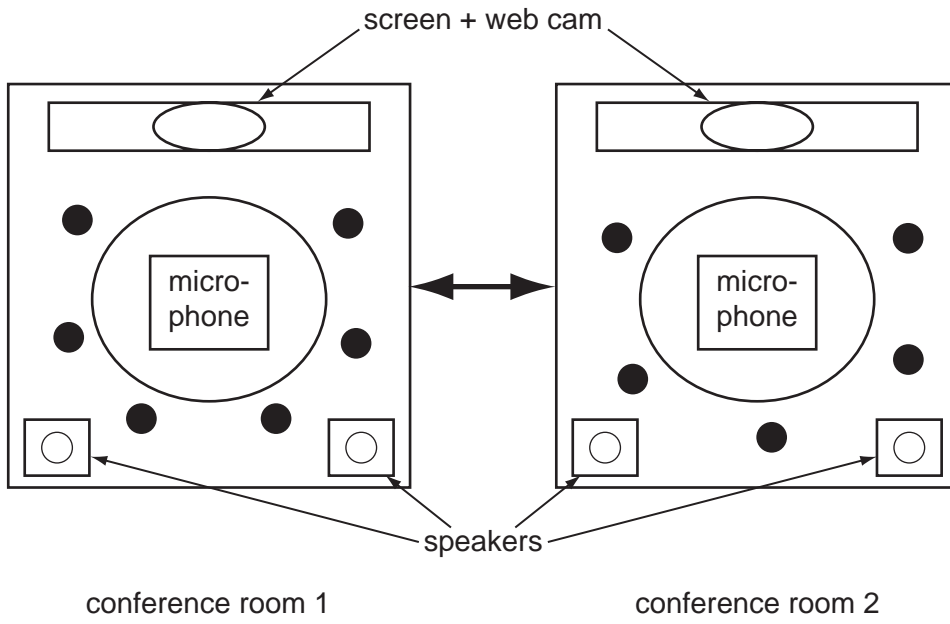 screen + web cam
micro-
phone
micro-
phone
speakers
conference room 1
conference room 2